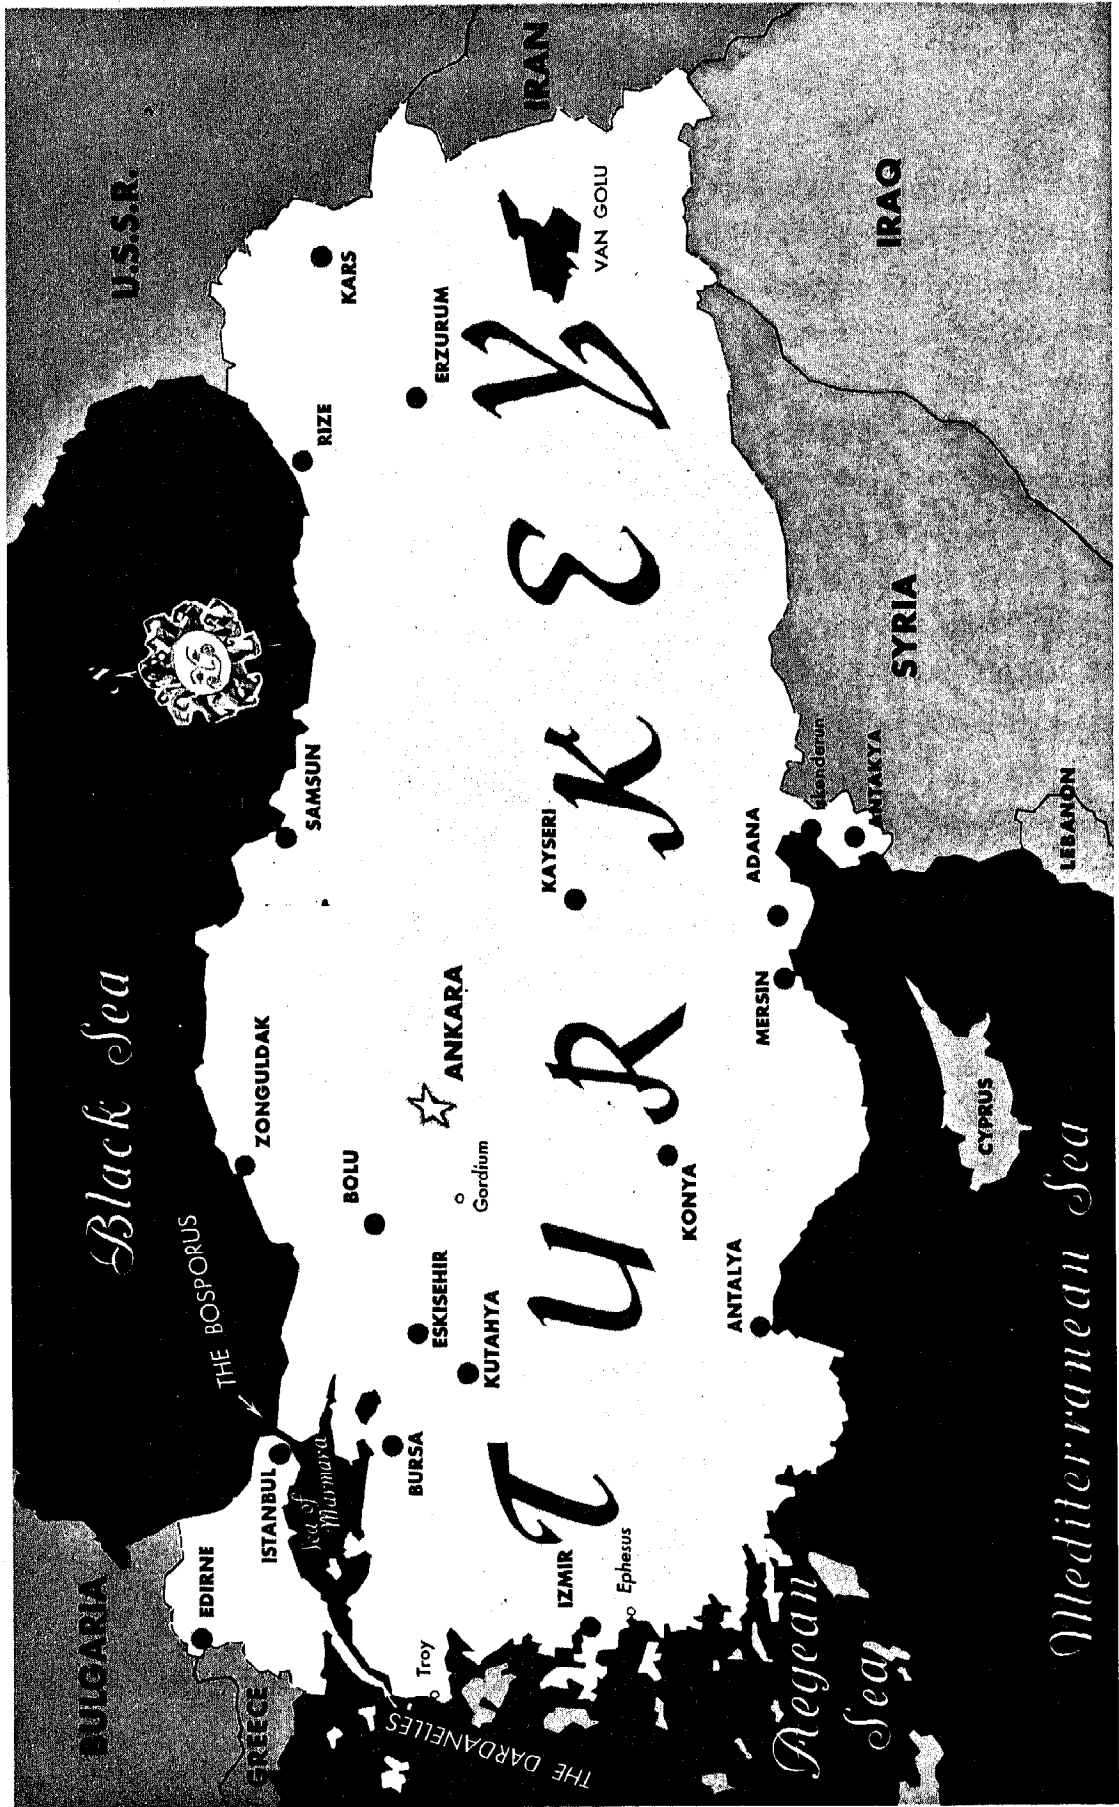 BULGARIA
GREECE
U.S.S.R.
IRAN
IRAQ
SYRIA
LEBANON
CYPRUS
Black Sea
THE BOSPORUS
Sea of
Marmara
THE DARDANELLES
Aegean
Sea
Mediterranean Sea
TURKEY
EDIRNE
ISTANBUL
ZONGULDAK
SAMSUN
RIZE
KARS
ERZURUM
VAN GOLU
BOLU
ANKARA
Gordium
ESKISEHIR
KUTAHYA
BURSA
Troy
IZMIR
Ephesus
KAYSERI
KONYA
ANTALYA
MERSIN
ADANA
ANTAKYA
N